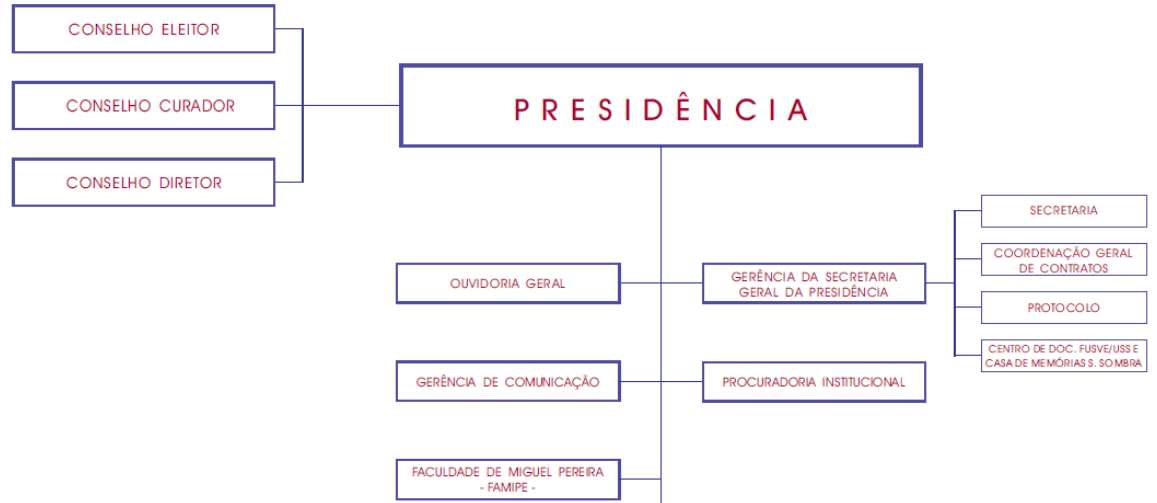 CONSELHO ELEITOR
CONSELHO CURADOR
CONSELHO DIRETOR
PRESIDÊNCIA
OUVIDORIA GERAL
GERÊNCIA DA SECRETARIA
GERAL DA PRESIDÊNCIA
SECRETARIA
COORDENAÇÃO GERAL
DE CONTRATOS
PROTOCOLO
CENTRO DE DOC. FUSVE/USS E
CASA DE MEMÓRIAS S. SOMBRA
GERÊNCIA DE COMUNICAÇÃO
PROCURADORIA INSTITUCIONAL
FACULDADE DE MIGUEL PEREIRA
- FAMIPE -